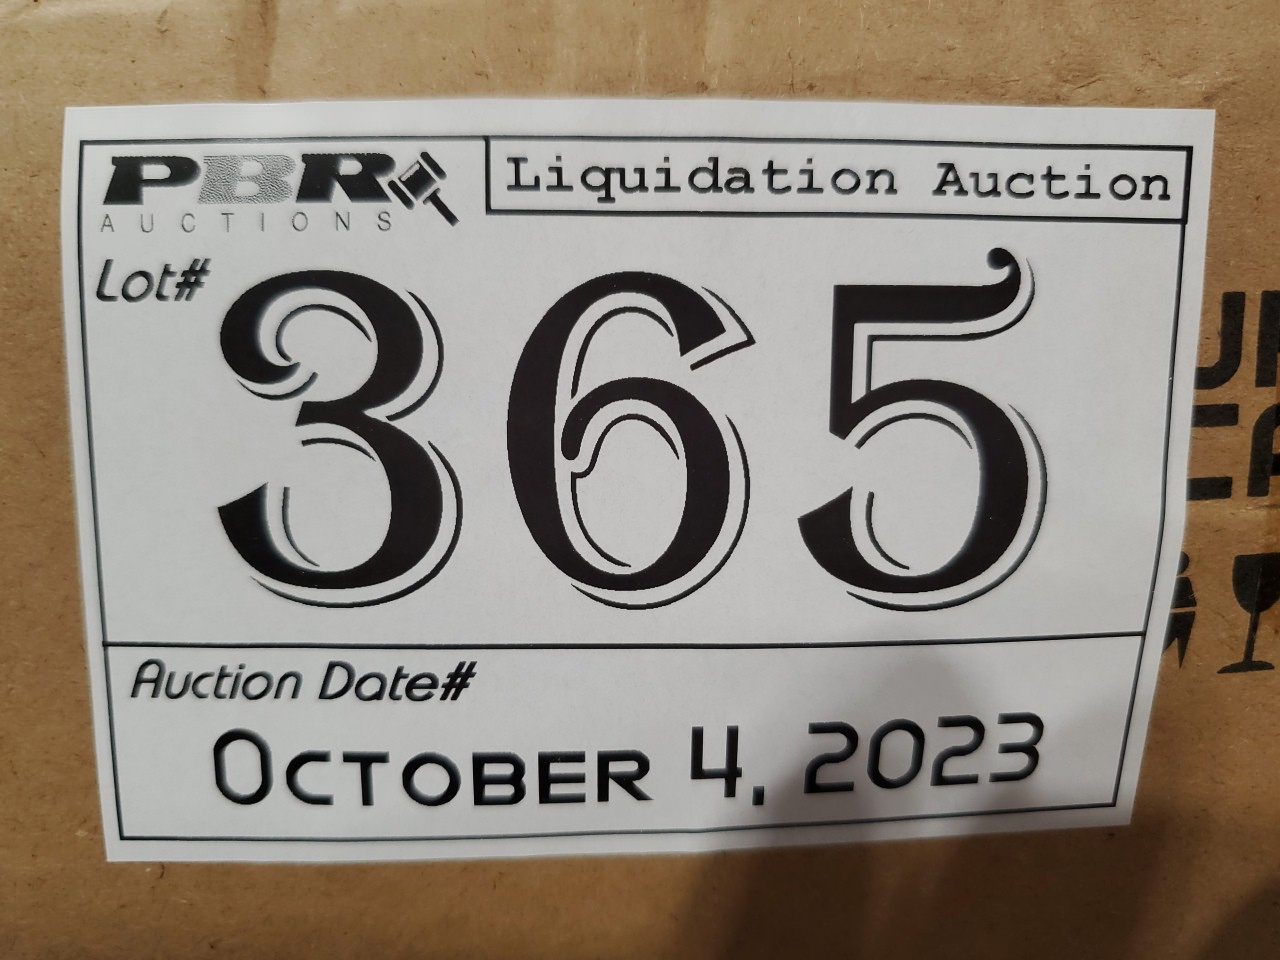 PBR
AUCTIONS
Liquidation Auction
Lot#
365
Auction Date#
October 4, 2023